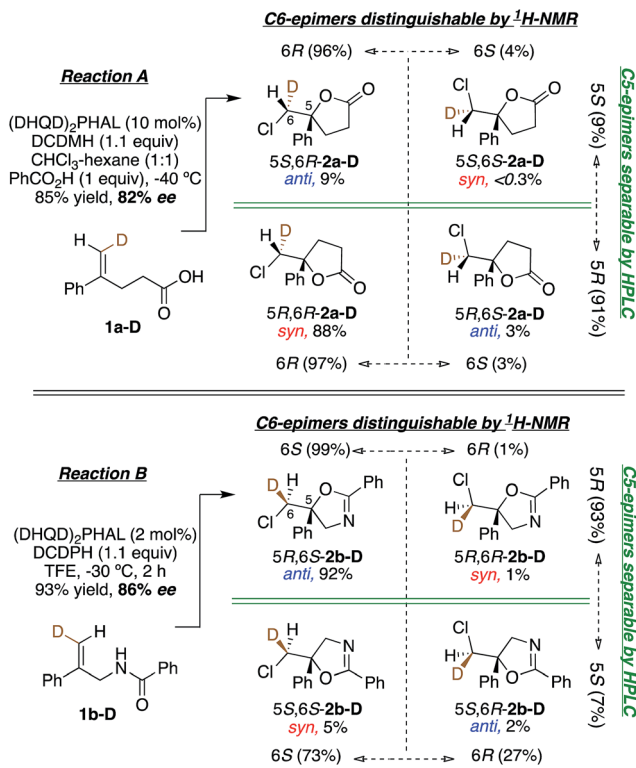 C6-epimers distinguishable by ¹H-NMR
6R (96%)
6S (4%)
Reaction A
(DHQD)₂PHAL (10 mol%)
DCDMH (1.1 equiv)
CHCl₃-hexane (1:1)
PhCO₂H (1 equiv), -40 ºC
85% yield, 82% ee
H
D
5
O
O
Cl
6
Ph
5S,6R-2a-D
anti, 9%
Cl
D
H
O
O
Ph
5S,6S-2a-D
syn, <0.3%
5S (9%)
C5-epimers separable by HPLC
H
D
Ph
OH
O
1a-D
H
D
Cl
Ph
O
O
5R,6R-2a-D
syn, 88%
Cl
D
H
Ph
O
O
5R,6S-2a-D
anti, 3%
5R (91%)
6R (97%)
6S (3%)
C6-epimers distinguishable by ¹H-NMR
6S (99%)
6R (1%)
Reaction B
(DHQD)₂PHAL (2 mol%)
DCDPH (1.1 equiv)
TFE, -30 ºC, 2 h
93% yield, 86% ee
D
H
5
O
Ph
Cl
6
N
Ph
5R,6S-2b-D
anti, 92%
Cl
H
D
O
Ph
N
Ph
5R,6R-2b-D
syn, 1%
5R (93%)
C5-epimers separable by HPLC
D
H
Ph
H
N
Ph
O
1b-D
D
H
Cl
N
Ph
O
Ph
5S,6S-2b-D
syn, 5%
Cl
H
D
N
Ph
O
Ph
5S,6R-2b-D
anti, 2%
5S (7%)
6S (73%)
6R (27%)